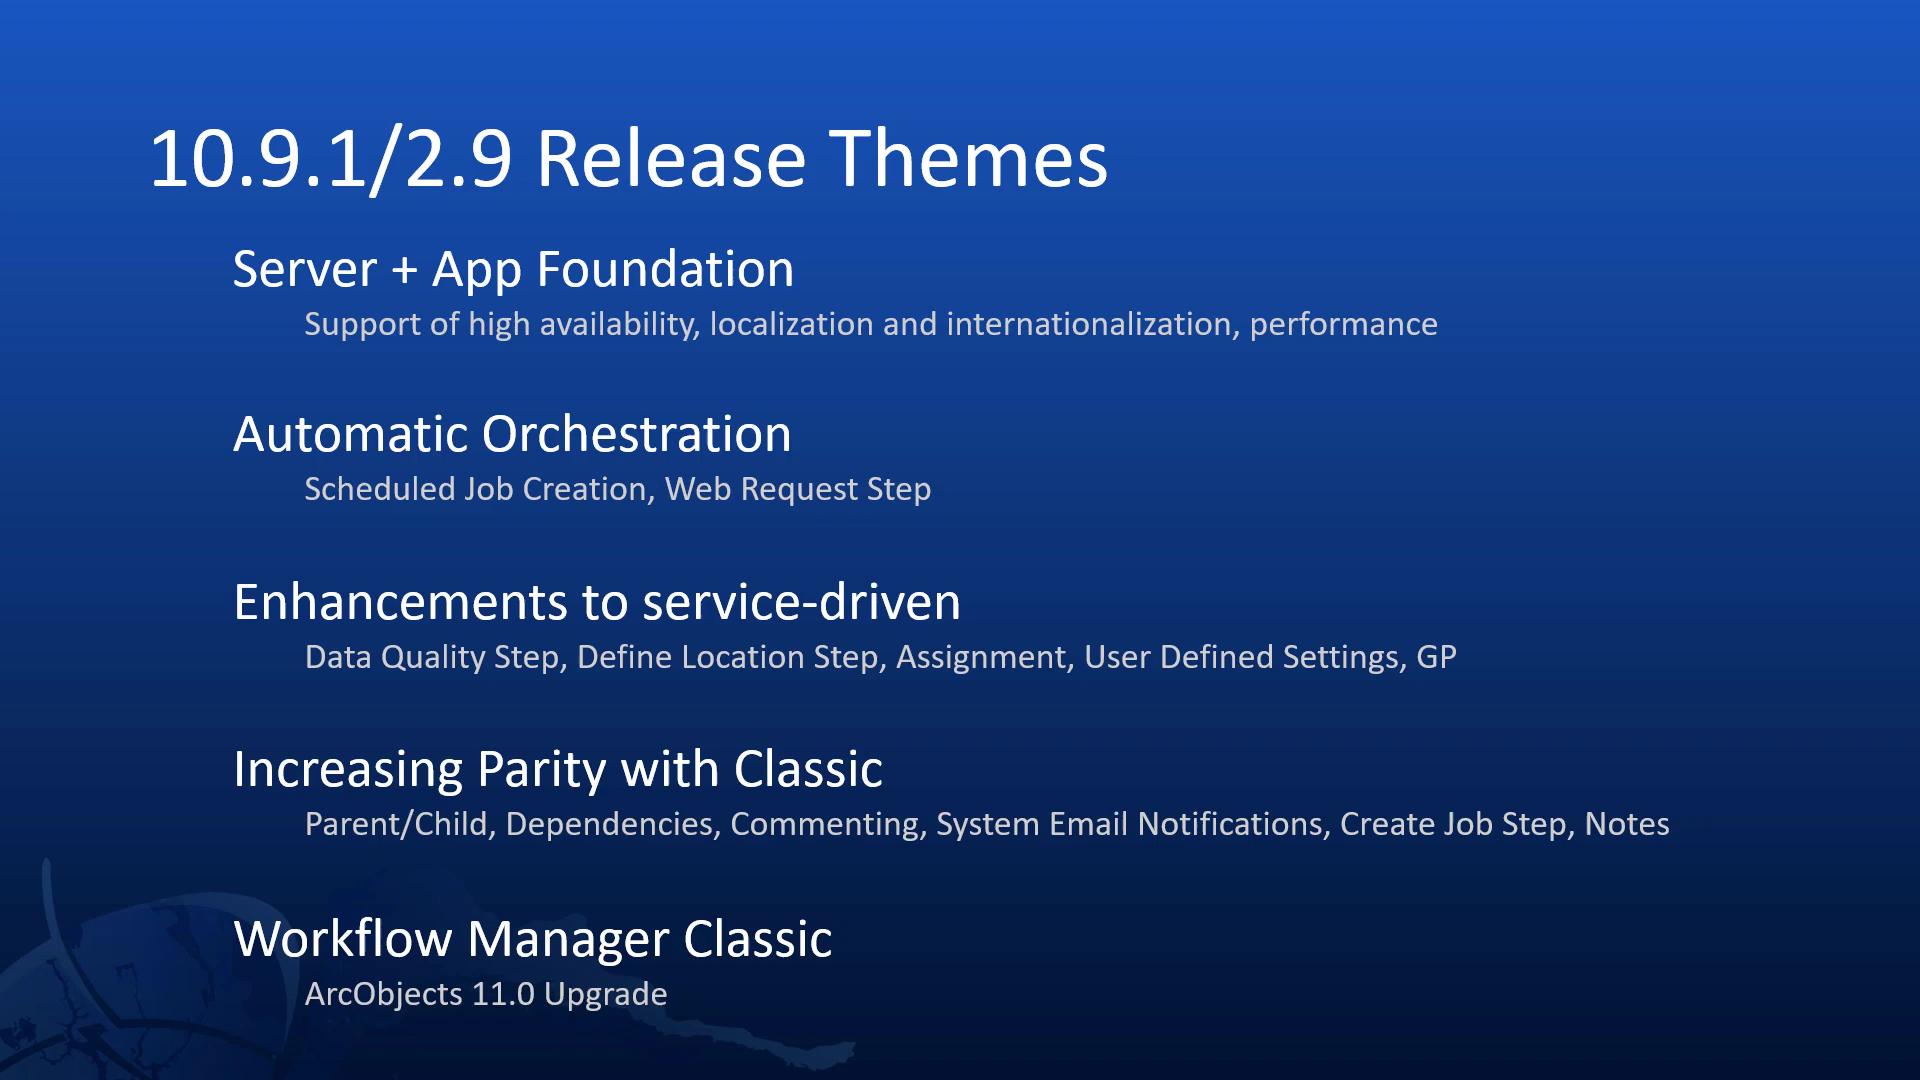 10.9.1/2.9 Release Themes
Server + App Foundation
Support of high availability, localization and internationalization, performance
Automatic Orchestration
Scheduled Job Creation, Web Request Step
Enhancements to service-driven
Data Quality Step, Define Location Step, Assignment, User Defined Settings, GP
Increasing Parity with Classic
Parent/Child, Dependencies, Commenting, System Email Notifications, Create Job Step, Notes
Workflow Manager Classic
ArcObjects 11.0 Upgrade